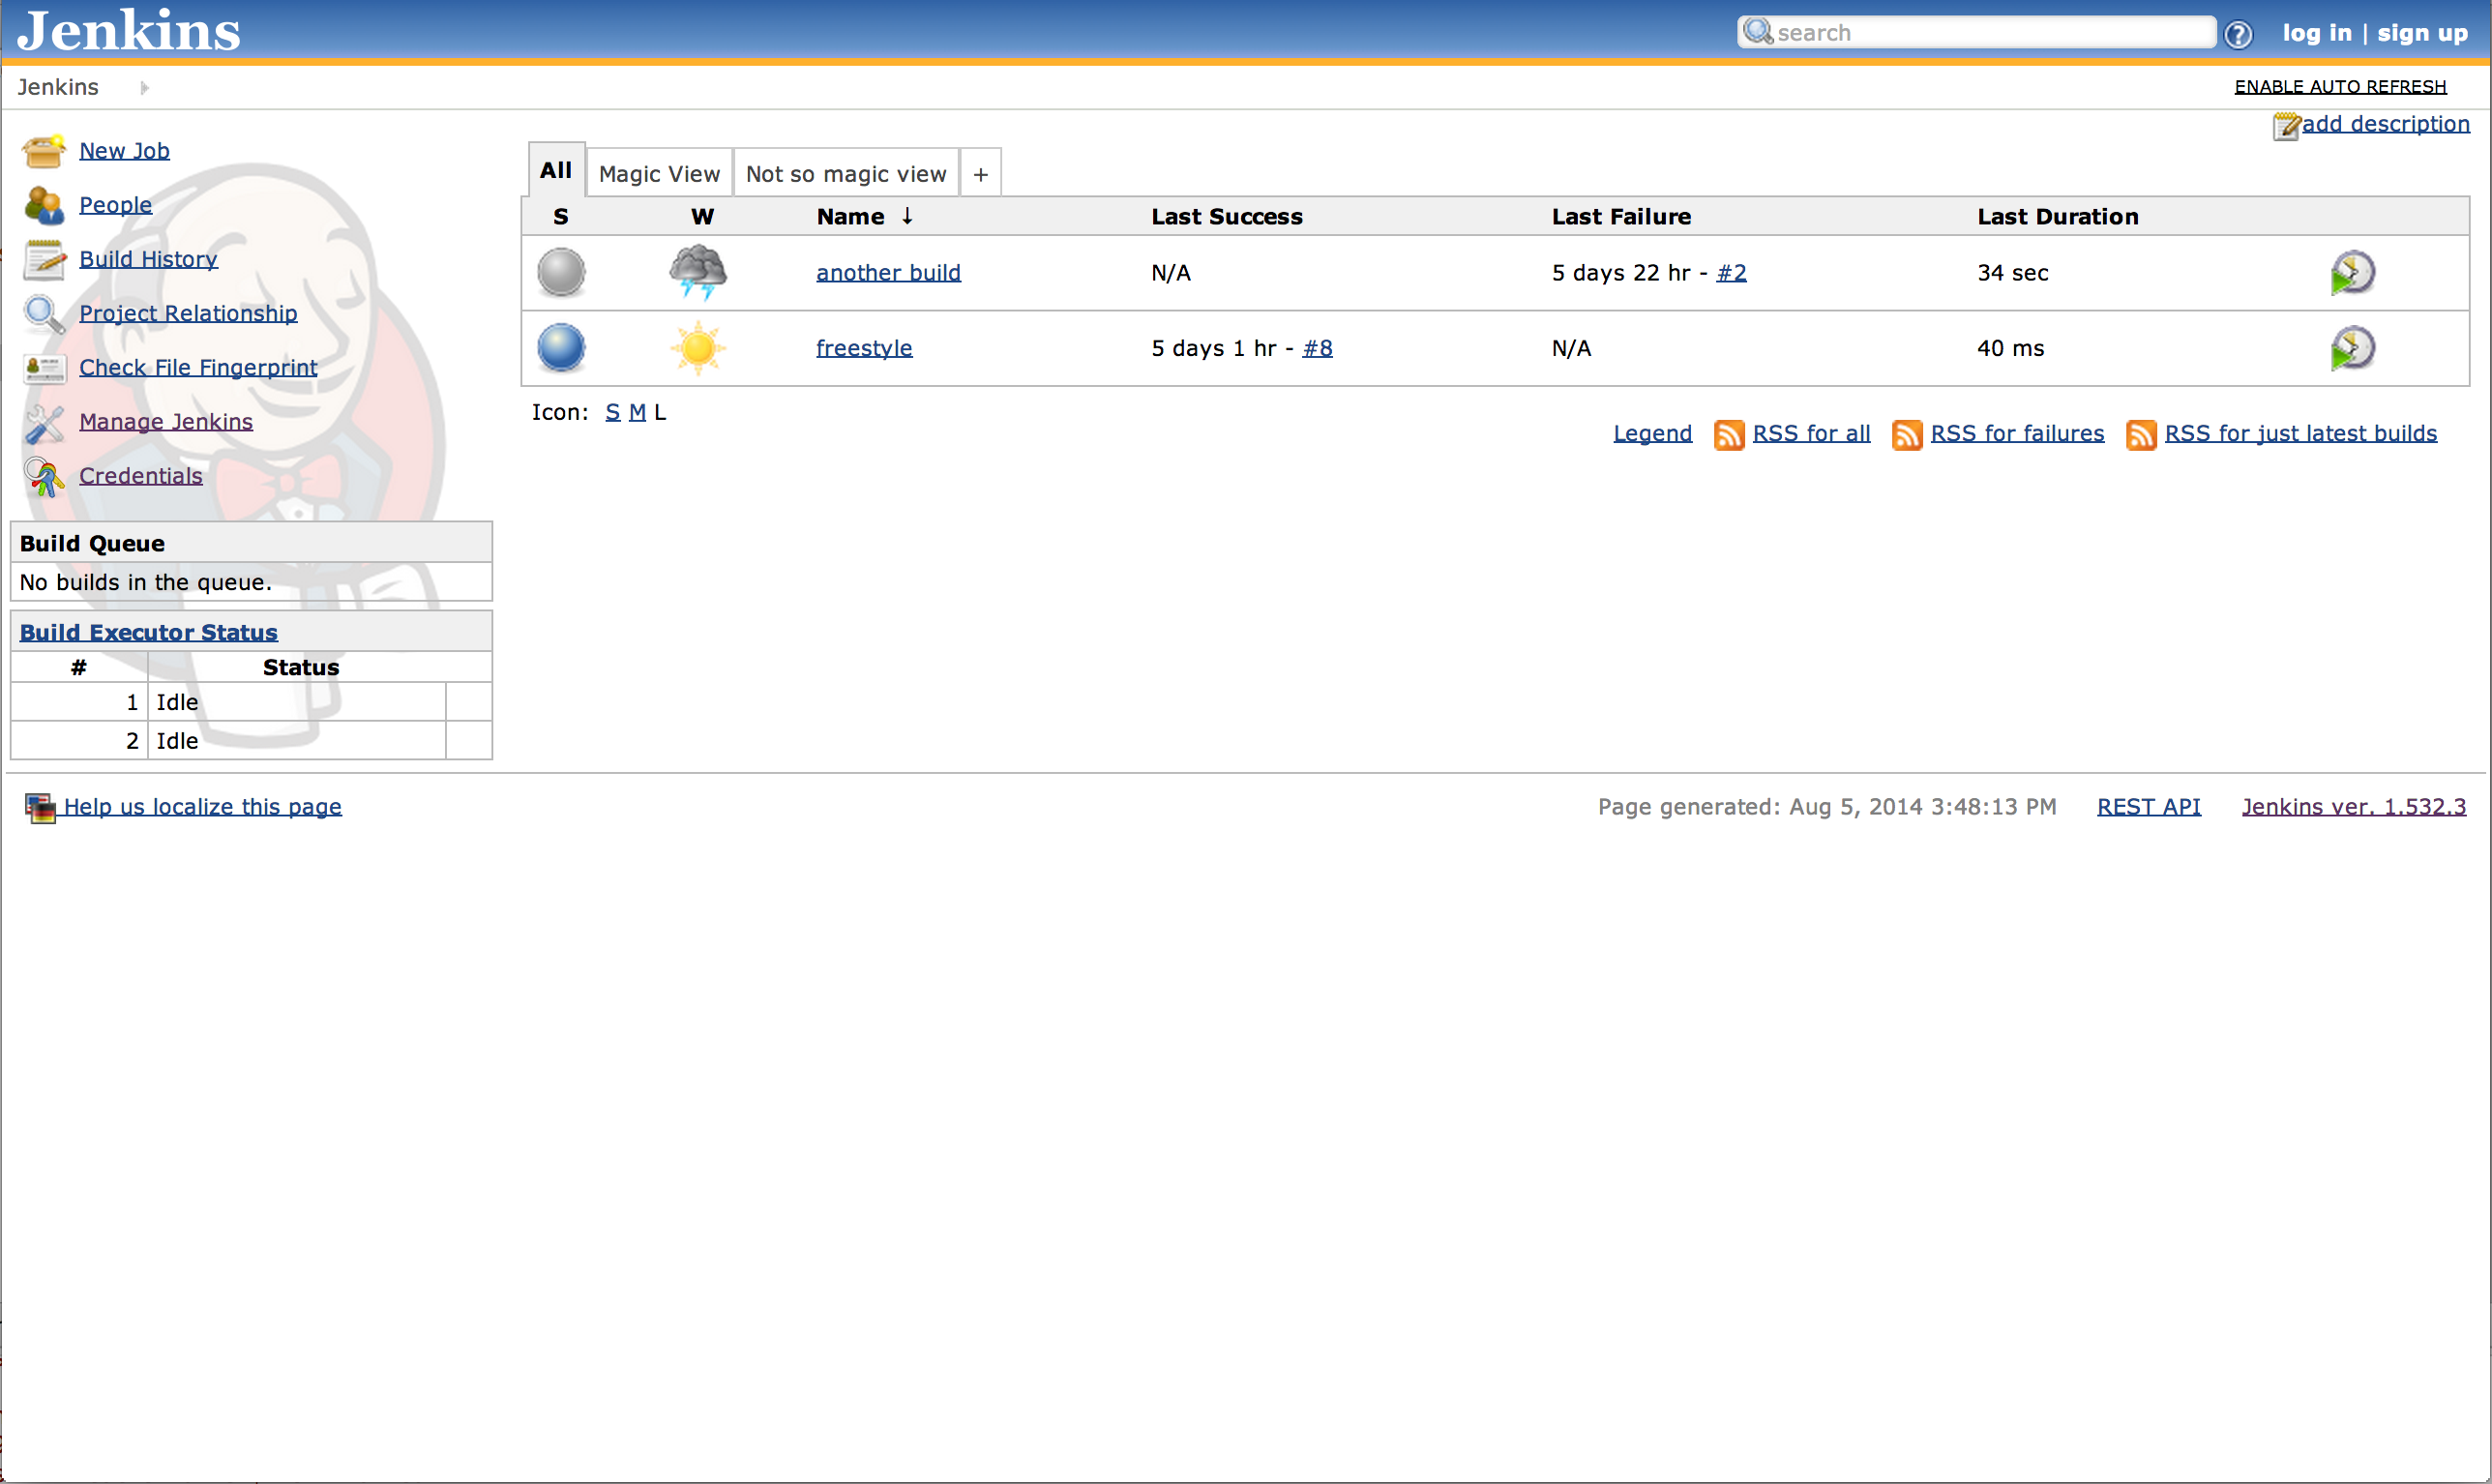 Jenkins
search
log in | sign up
Jenkins
ENABLE AUTO REFRESH
add description
New Job
People
Build History
Project Relationship
Check File Fingerprint
Manage Jenkins
Credentials
Build Queue
No builds in the queue.
Build Executor Status
# Status
1 Idle
2 Idle
All Magic View Not so magic view +
S W Name ↓ Last Success Last Failure Last Duration
another build N/A 5 days 22 hr - #2 34 sec
freestyle 5 days 1 hr - #8 N/A 40 ms
Icon: S M L
Legend RSS for all RSS for failures RSS for just latest builds
Help us localize this page
Page generated: Aug 5, 2014 3:48:13 PM REST API Jenkins ver. 1.532.3